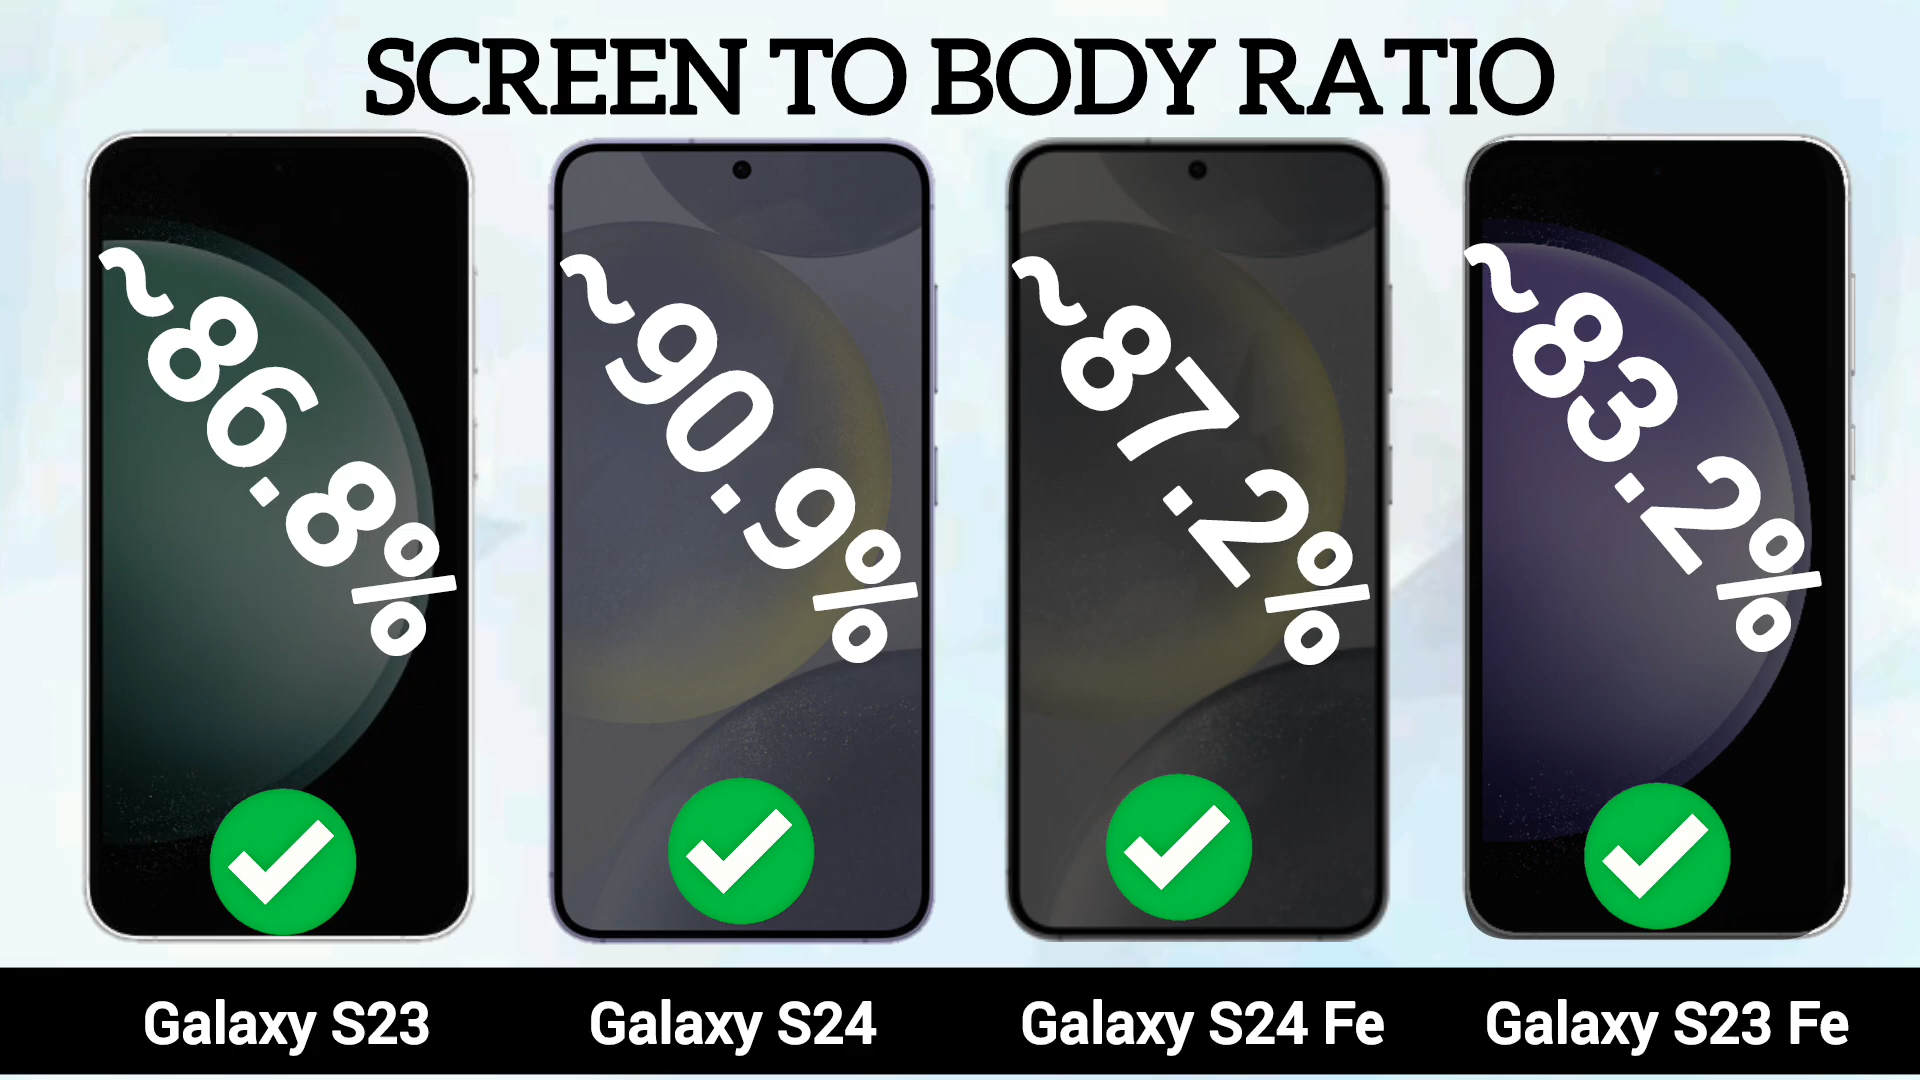 SCREEN TO BODY RATIO
~86.8%
~90.9%
~87.2%
~83.2%
Galaxy S23
Galaxy S24
Galaxy S24 Fe
Galaxy S23 Fe